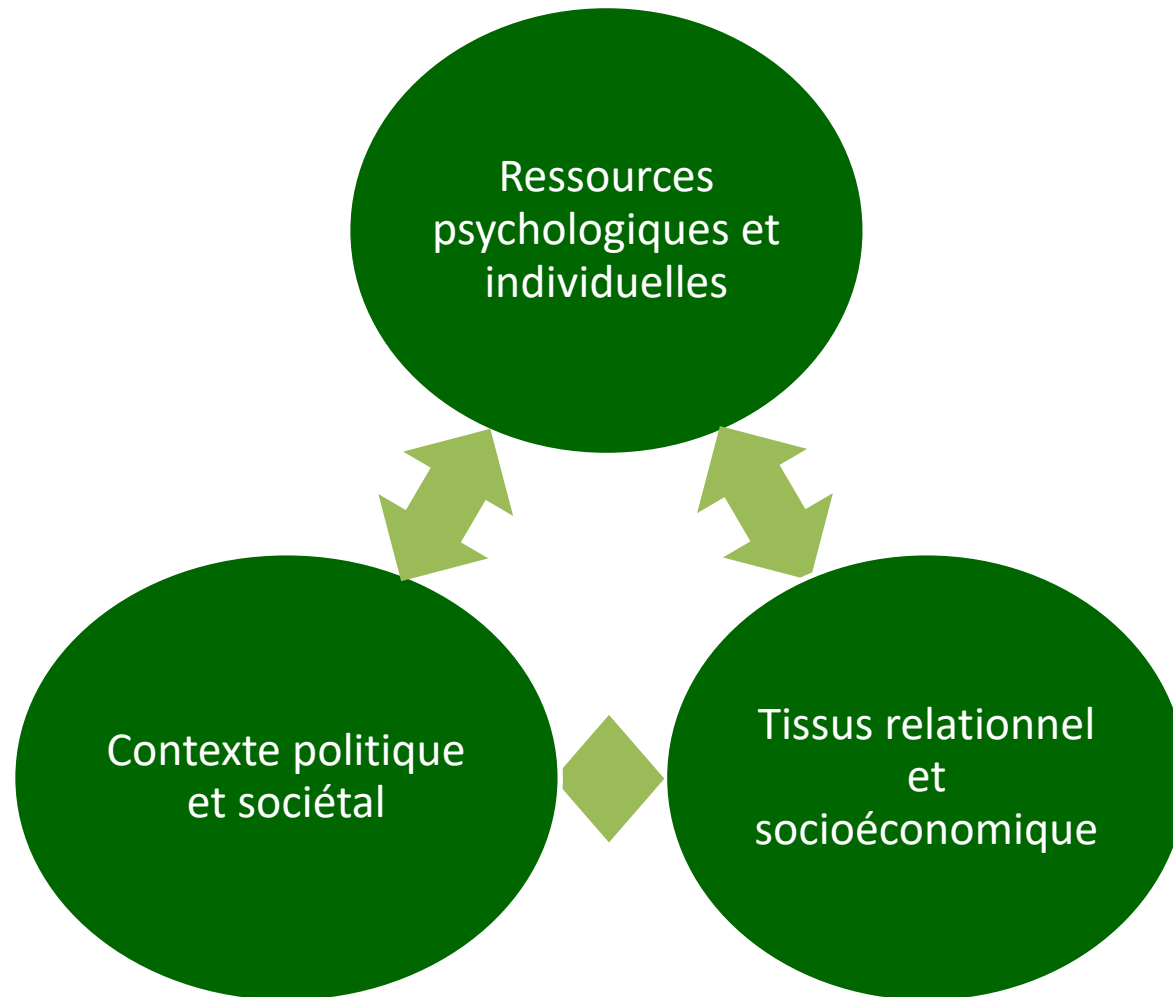 Ressources
psychologiques et
individuelles
Contexte politique
et sociétal
Tissus relationnel
et
socioéconomique